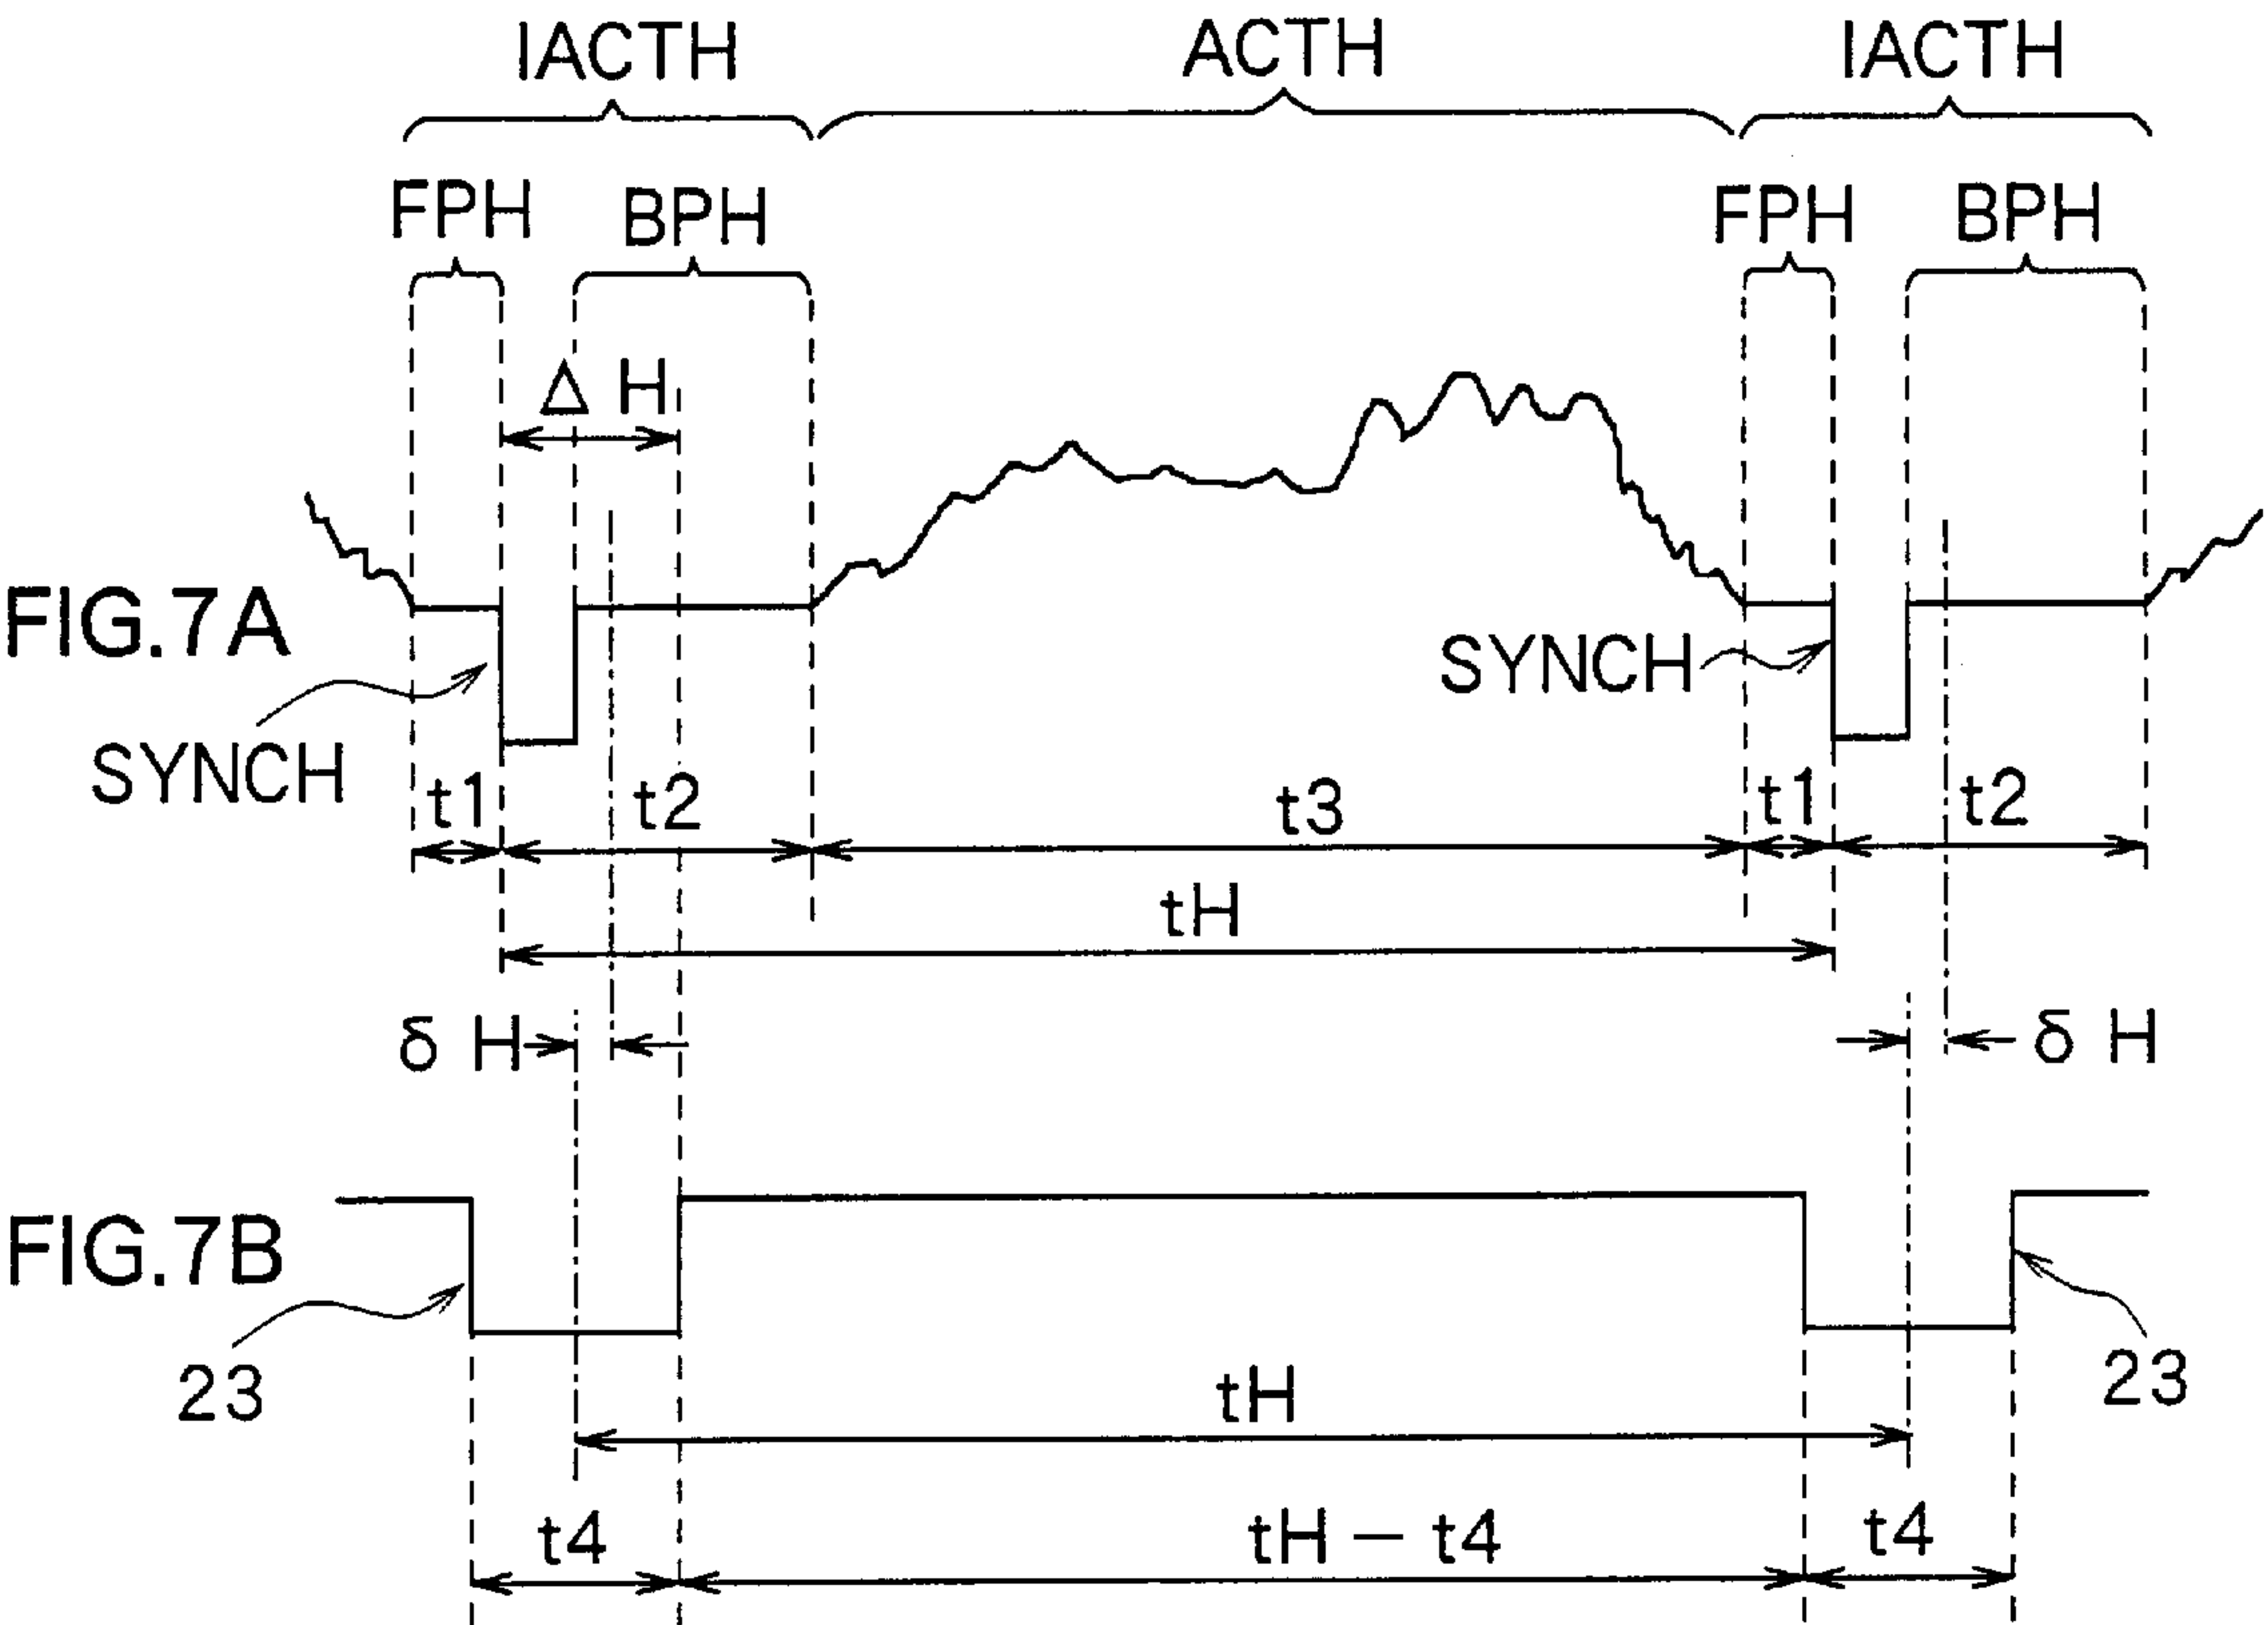 IACTH ACTH IACTH
FPH BPH FPH BPH
Δ H
FIG.7A
SYNCH
SYNCH
t1 t2 t3 t1 t2
tH
δ H δ H
FIG.7B
23 23
tH
t4 tH − t4 t4